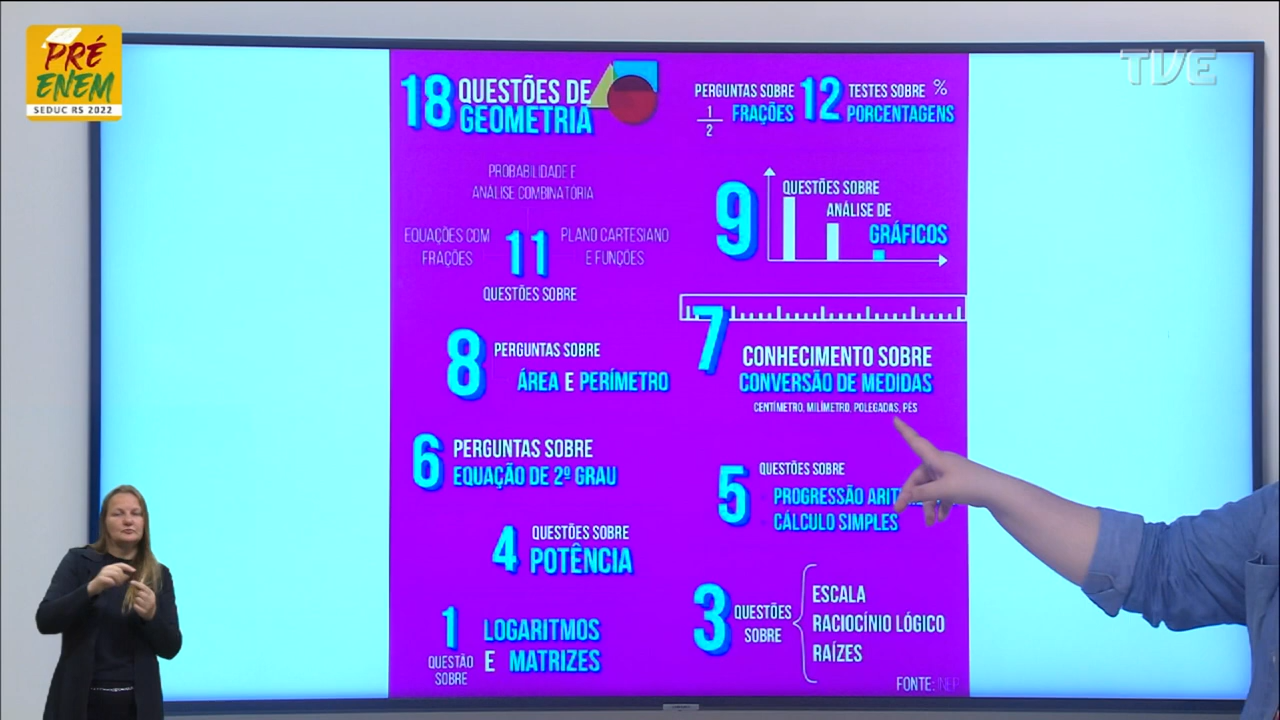 PRÉ
ENEM
SEDUC RS 2022
TVE
18 QUESTÕES DE
GEOMETRIA
PROBABILIDADE E
ANÁLISE COMBINATÓRIA
EQUAÇÕES COM
FRAÇÕES
11
PLANO CARTESIANO
E FUNÇÕES
QUESTÕES SOBRE
8 PERGUNTAS SOBRE
ÁREA E PERÍMETRO
6 PERGUNTAS SOBRE
EQUAÇÃO DE 2º GRAU
4 QUESTÕES SOBRE
POTÊNCIA
1
QUESTÃO
SOBRE
LOGARITMOS
E MATRIZES
PERGUNTAS SOBRE
1/2 FRAÇÕES
12 TESTES SOBRE %
PORCENTAGENS
9 QUESTÕES SOBRE
ANÁLISE DE
GRÁFICOS
7
CONHECIMENTO SOBRE
CONVERSÃO DE MEDIDAS
CENTÍMETRO, MILÍMETRO, POLEGADAS, PÉS
5 QUESTÕES SOBRE
PROGRESSÃO
CÁLCULO SIMPLES
3 QUESTÕES
SOBRE
ESCALA
RACIOCÍNIO LÓGICO
RAÍZES
FONTE: INEP